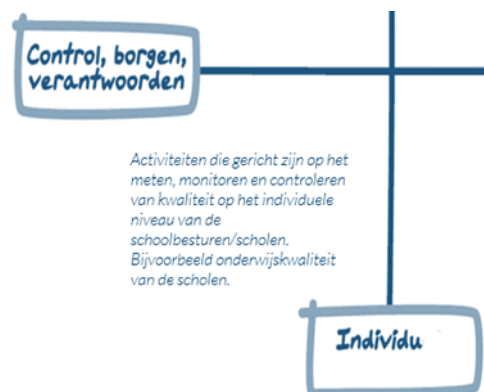 Control, borgen,
verantwoorden
Activiteiten die gericht zijn op het
meten, monitoren en controleren
van kwaliteit op het individuele
niveau van de
schoolbesturen/scholen.
Bijvoorbeeld onderwijskwaliteit
van de scholen.
Individu